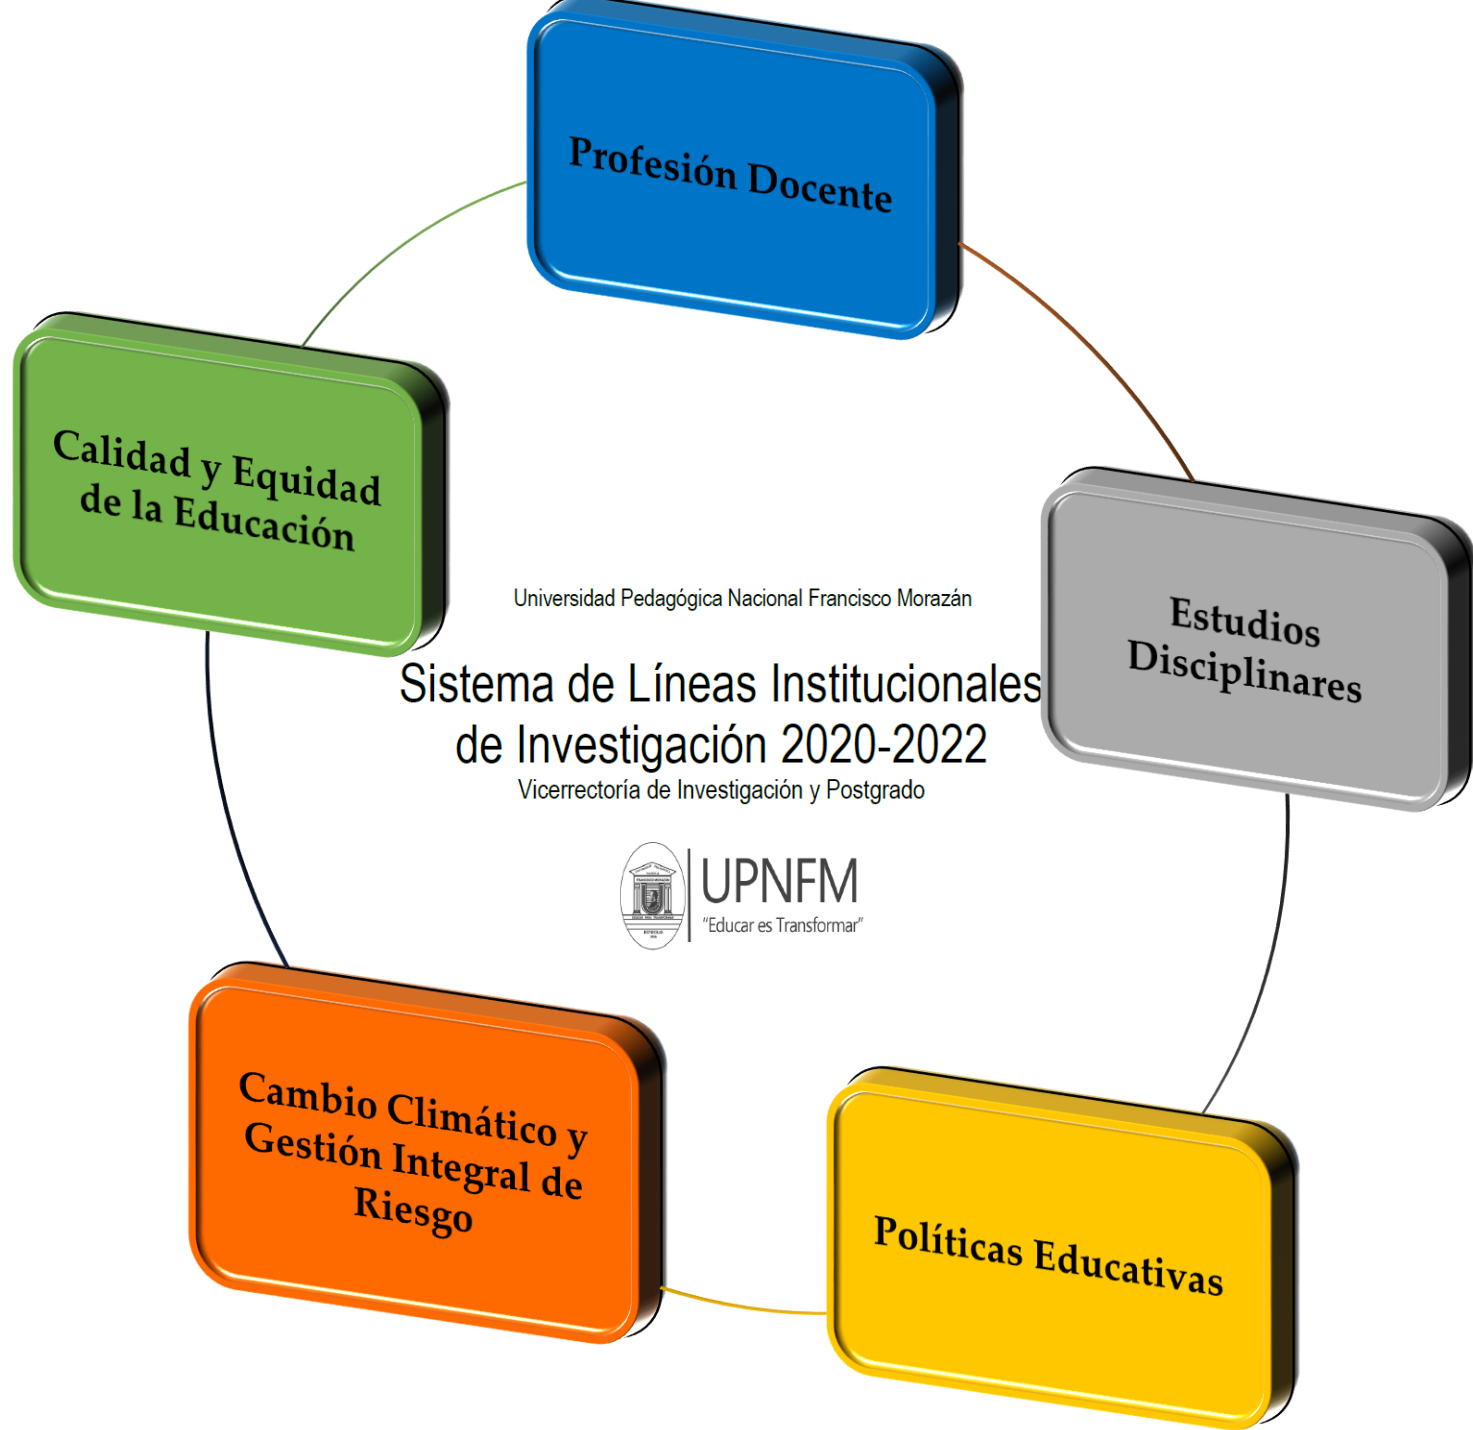 Profesión Docente
Calidad y Equidad
de la Educación
Estudios
Disciplinares
Universidad Pedagógica Nacional Francisco Morazán
Sistema de Líneas Institucionales
de Investigación 2020-2022
Vicerrectoría de Investigación y Postgrado
UPNFM
"Educar es Transformar"
Cambio Climático y
Gestión Integral de
Riesgo
Políticas Educativas